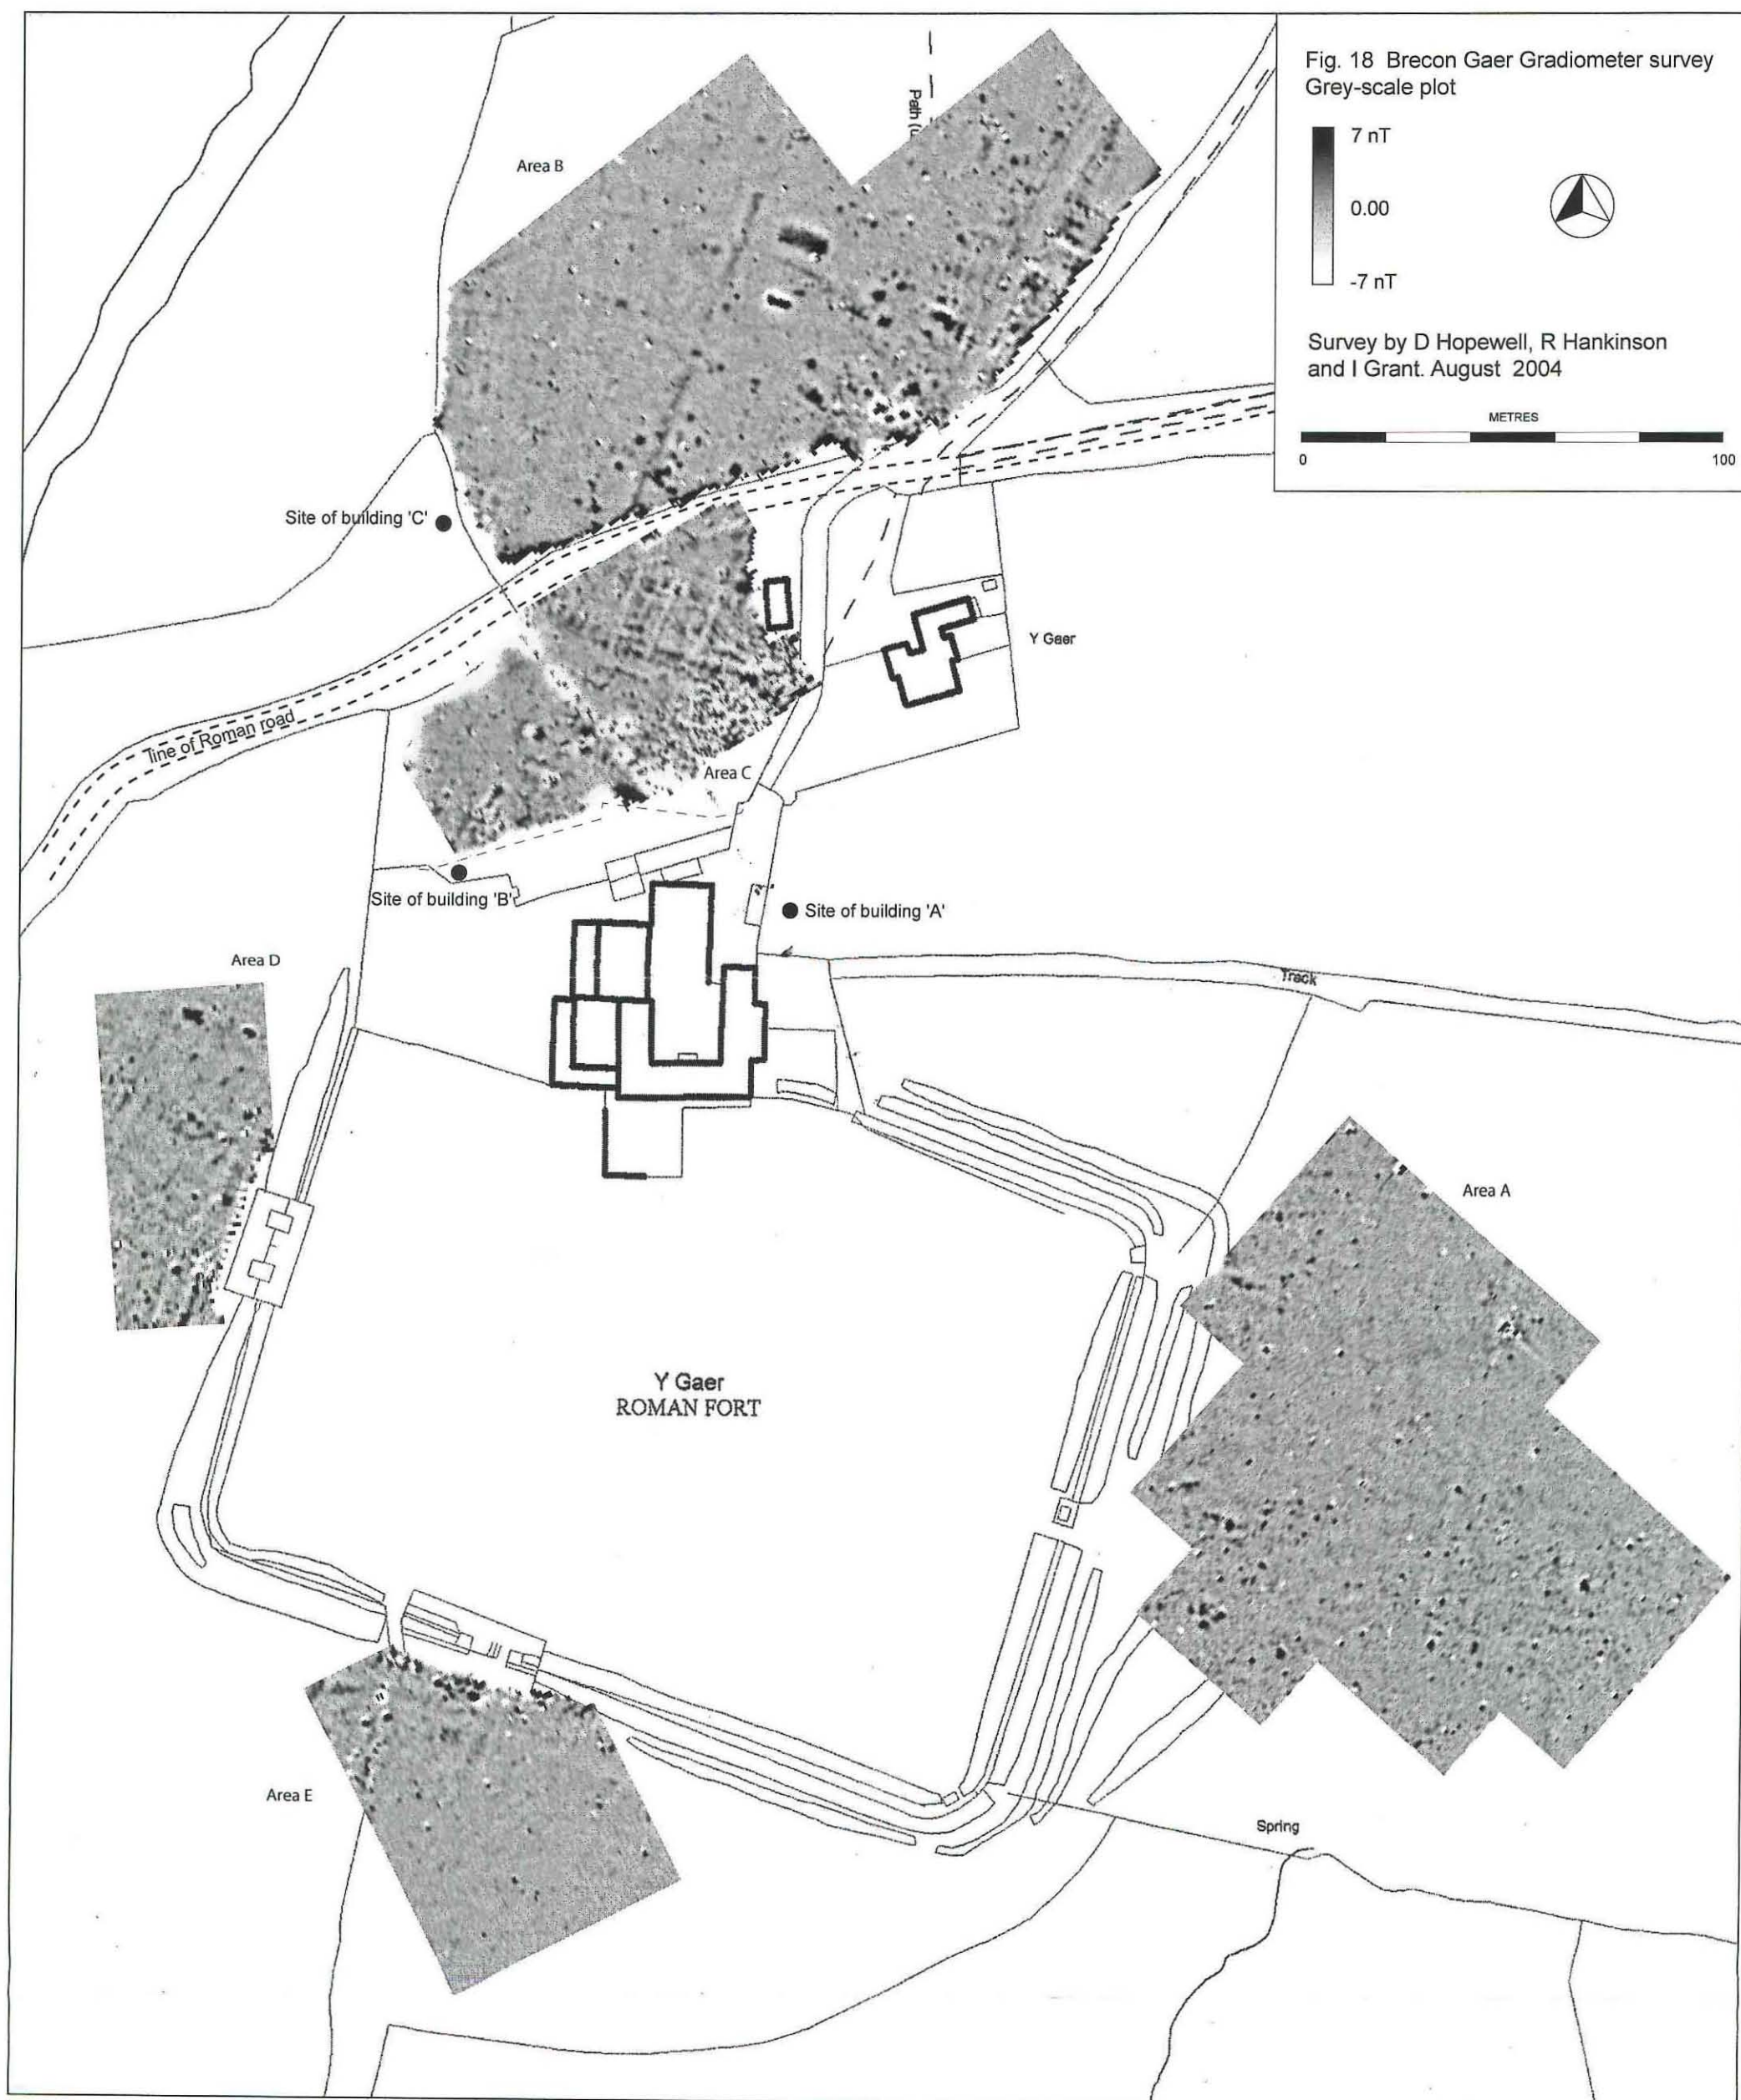 Fig. 18 Brecon Gaer Gradiometer survey
Grey-scale plot
7 nT
0.00
-7 nT
Survey by D Hopewell, R Hankinson
and I Grant. August 2004
METRES
0
100
Path (u
Area B
Site of building 'C'
Y Gaer
line of Roman road
Area C
Site of building 'B'
Site of building 'A'
Area D
Track
Area A
Y Gaer
ROMAN FORT
Area E
Spring